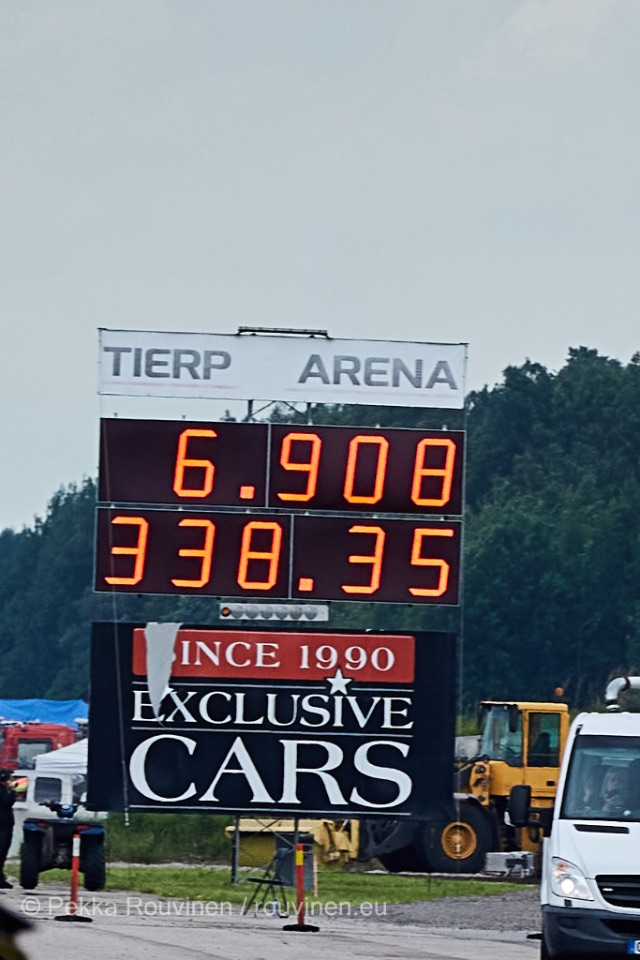 TIERP ARENA
6.908
338.35
SINCE 1990
EXCLUSIVE
CARS
© Pekka Rouvinen / rouvinen.eu